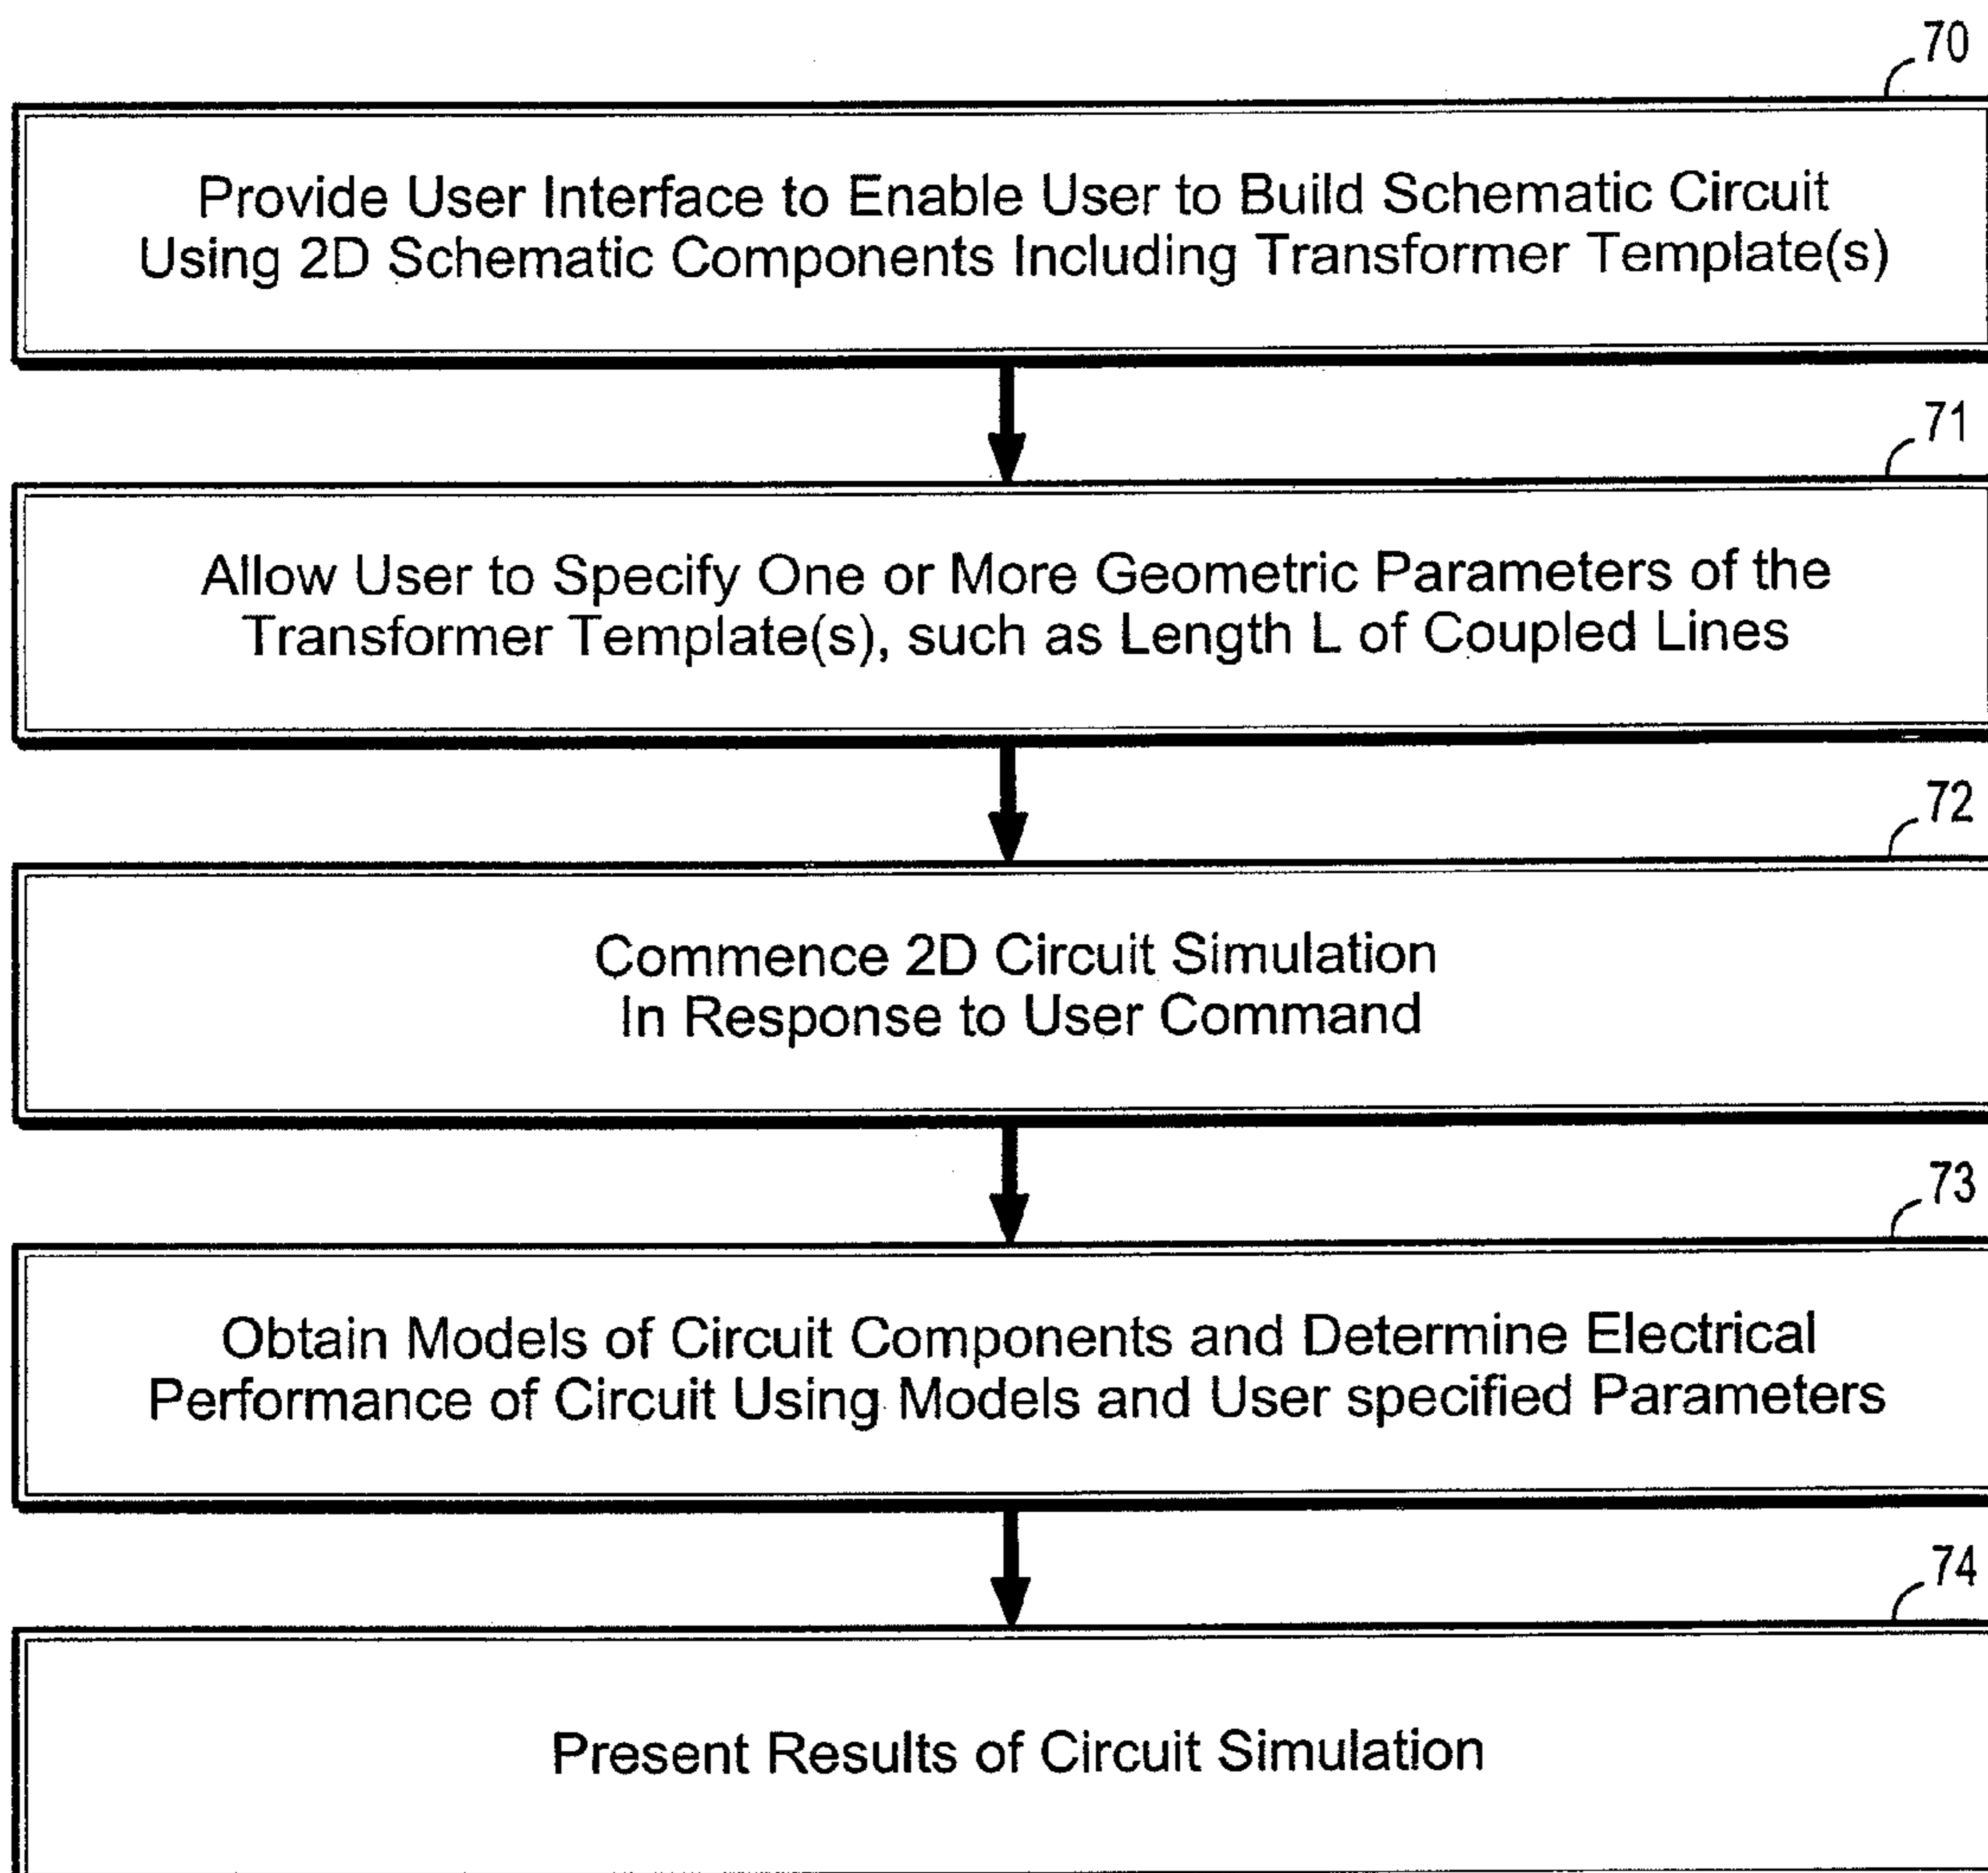 70
Provide User Interface to Enable User to Build Schematic Circuit
Using 2D Schematic Components Including Transformer Template(s)
71
Allow User to Specify One or More Geometric Parameters of the
Transformer Template(s), such as Length L of Coupled Lines
72
Commence 2D Circuit Simulation
In Response to User Command
73
Obtain Models of Circuit Components and Determine Electrical
Performance of Circuit Using Models and User specified Parameters
74
Present Results of Circuit Simulation